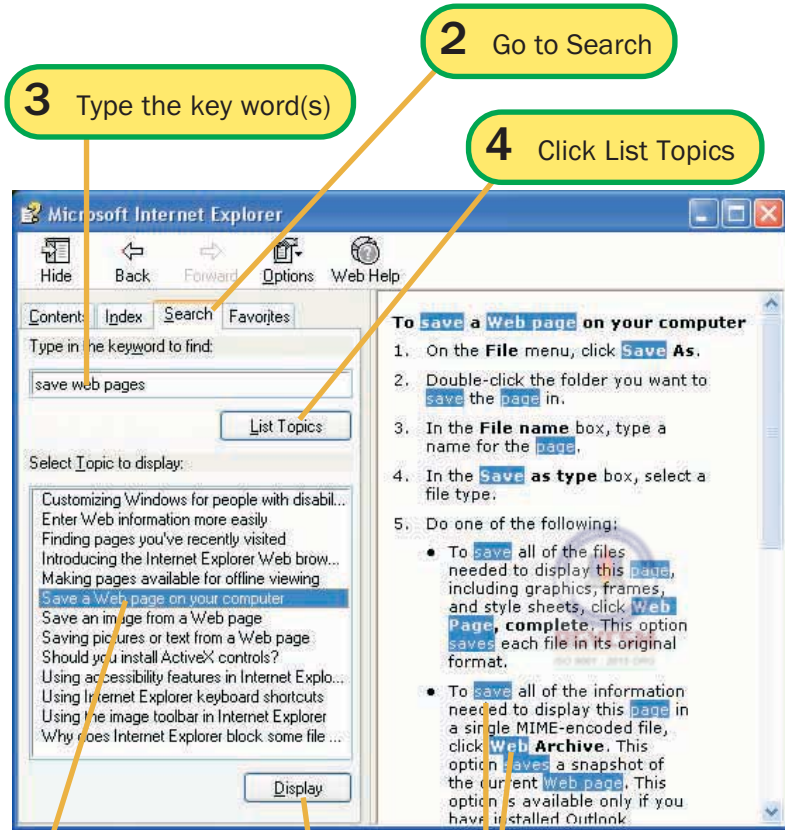 2 Go to Search
3 Type the key word(s)
4 Click List Topics
Microsoft Internet Explorer
Hide Back Forward Options Web Help
Contents Index Search Favorites
Type in the keyword to find:
save web pages
List Topics
Select Topic to display:
Customizing Windows for people with disabil...
Enter Web information more easily
Finding pages you've recently visited
Introducing the Internet Explorer Web brow...
Making pages available for offline viewing
Save a Web page on your computer
Save an image from a Web page
Saving pictures or text from a Web page
Should you install ActiveX controls?
Using accessibility features in Internet Explo...
Using Internet Explorer keyboard shortcuts
Using the image toolbar in Internet Explorer
Why does Internet Explorer block some file ...
Display
To save a Web page on your computer
1. On the File menu, click Save As.
2. Double-click the folder you want to
save the page in.
3. In the File name box, type a
name for the page.
4. In the Save as type box, select a
file type.
5. Do one of the following:
• To save all of the files
needed to display this page,
including graphics, frames,
and style sheets, click Web
Page, complete. This option
saves each file in its original
format.
• To save all of the information
needed to display this page in
a single MIME-encoded file,
click Web Archive. This
option saves a snapshot of
the current Web page. This
option is available only if you
have installed Outlook